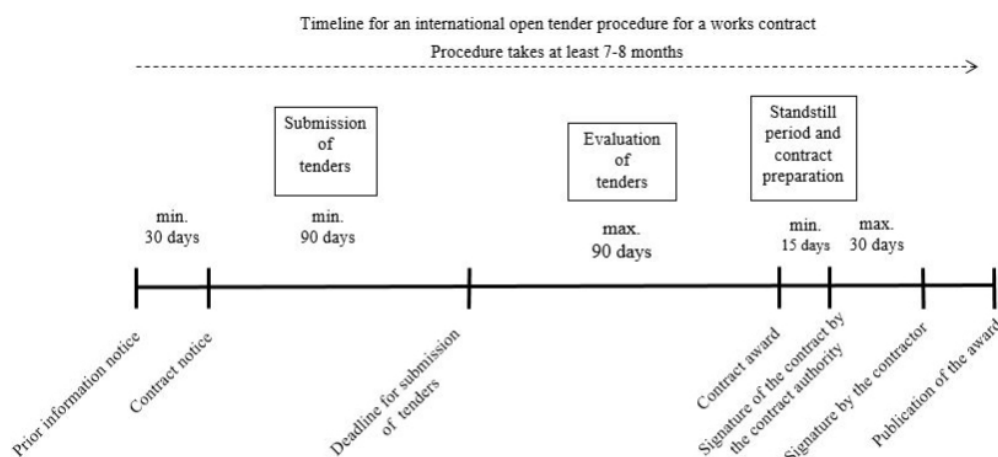 Timeline for an international open tender procedure for a works contract
Procedure takes at least 7-8 months
Submission
of
tenders
Evaluation
of
tenders
Standstill
period and
contract
preparation
min.
30 days
min.
90 days
max.
90 days
min.
15 days
max.
30 days
Prior information notice
Contract notice
Deadline for submission
of tenders
Contract award
Signature of the contract by
the contract authority
Signature by the contractor
Publication of the award